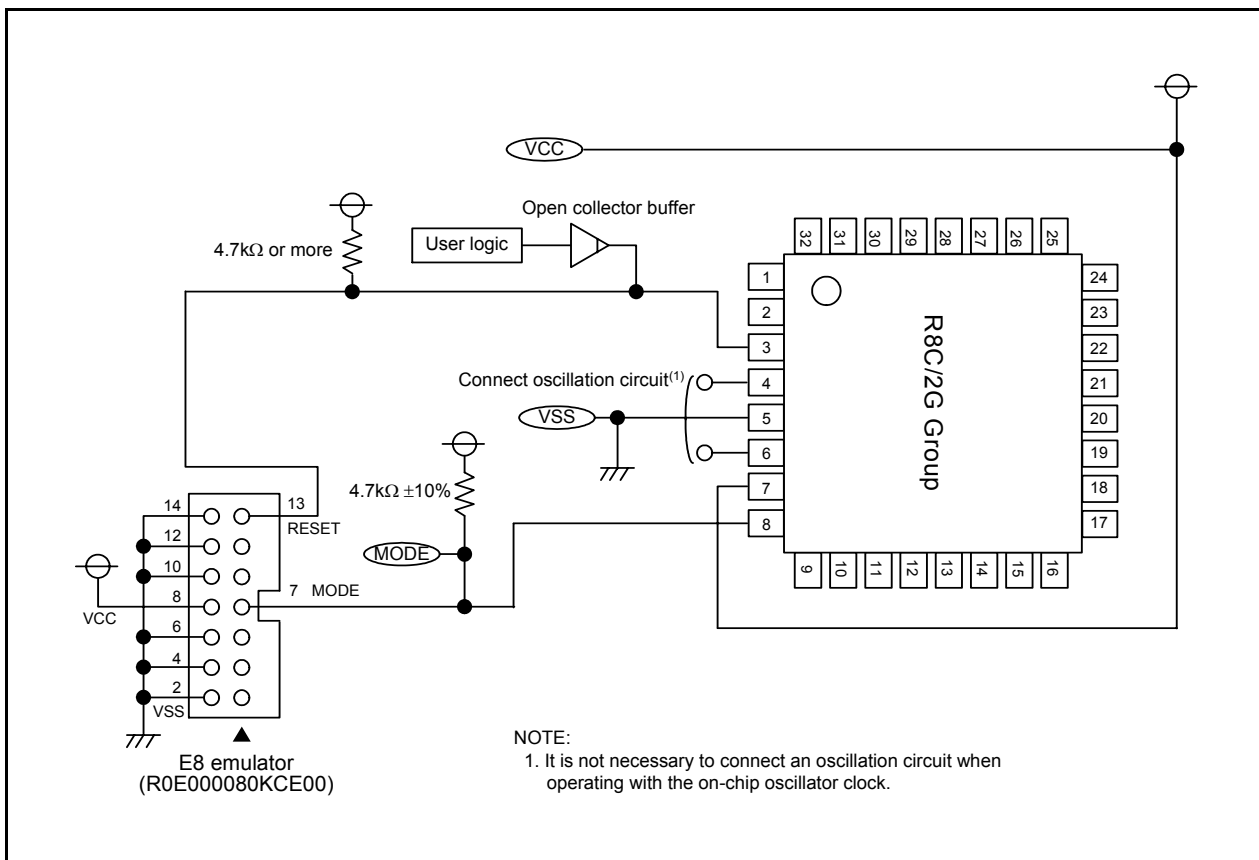 VCC
Open collector buffer
4.7kΩ or more
User logic
32 31 30 29 28 27 26 25
1
2
3
4
5
6
7
8
24
23
22
21
20
19
18
17
9 10 11 12 13 14 15 16
R8C/2G Group
Connect oscillation circuit(1)
VSS
4.7kΩ ±10%
MODE
14
13
RESET
12
10
8
7 MODE
VCC
6
4
2
VSS
E8 emulator
(R0E000080KCE00)
NOTE:
1. It is not necessary to connect an oscillation circuit when
operating with the on-chip oscillator clock.